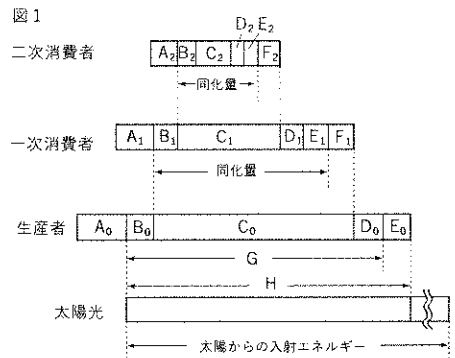 図1
D₂ E₂
二次消費者 A₂ B₂ C₂ F₂
同化量
一次消費者 A₁ B₁ C₁ D₁ E₁ F₁
同化量
生産者 A₀ B₀ C₀ D₀ E₀
G
H
太陽光
太陽からの入射エネルギー